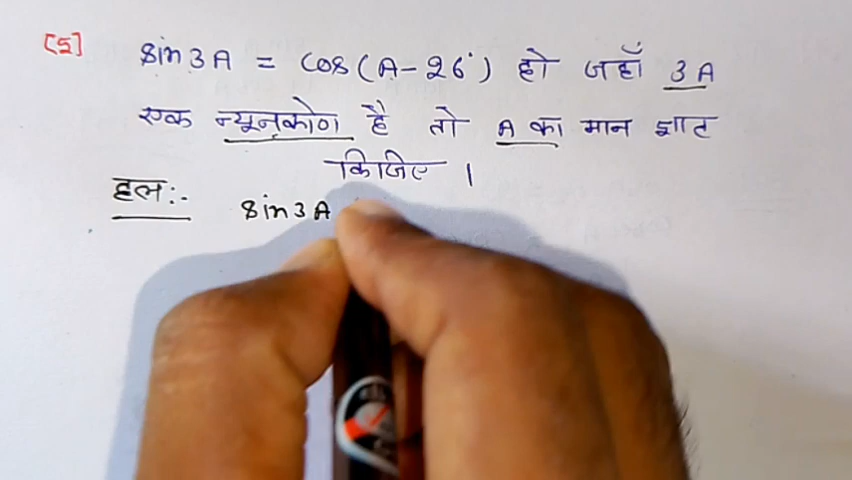 [5] sin 3A = cos(A-26°) हो जहाँ 3A
एक न्यूनकोण है तो A का मान ज्ञात
किजिए ।
हल:- sin 3A